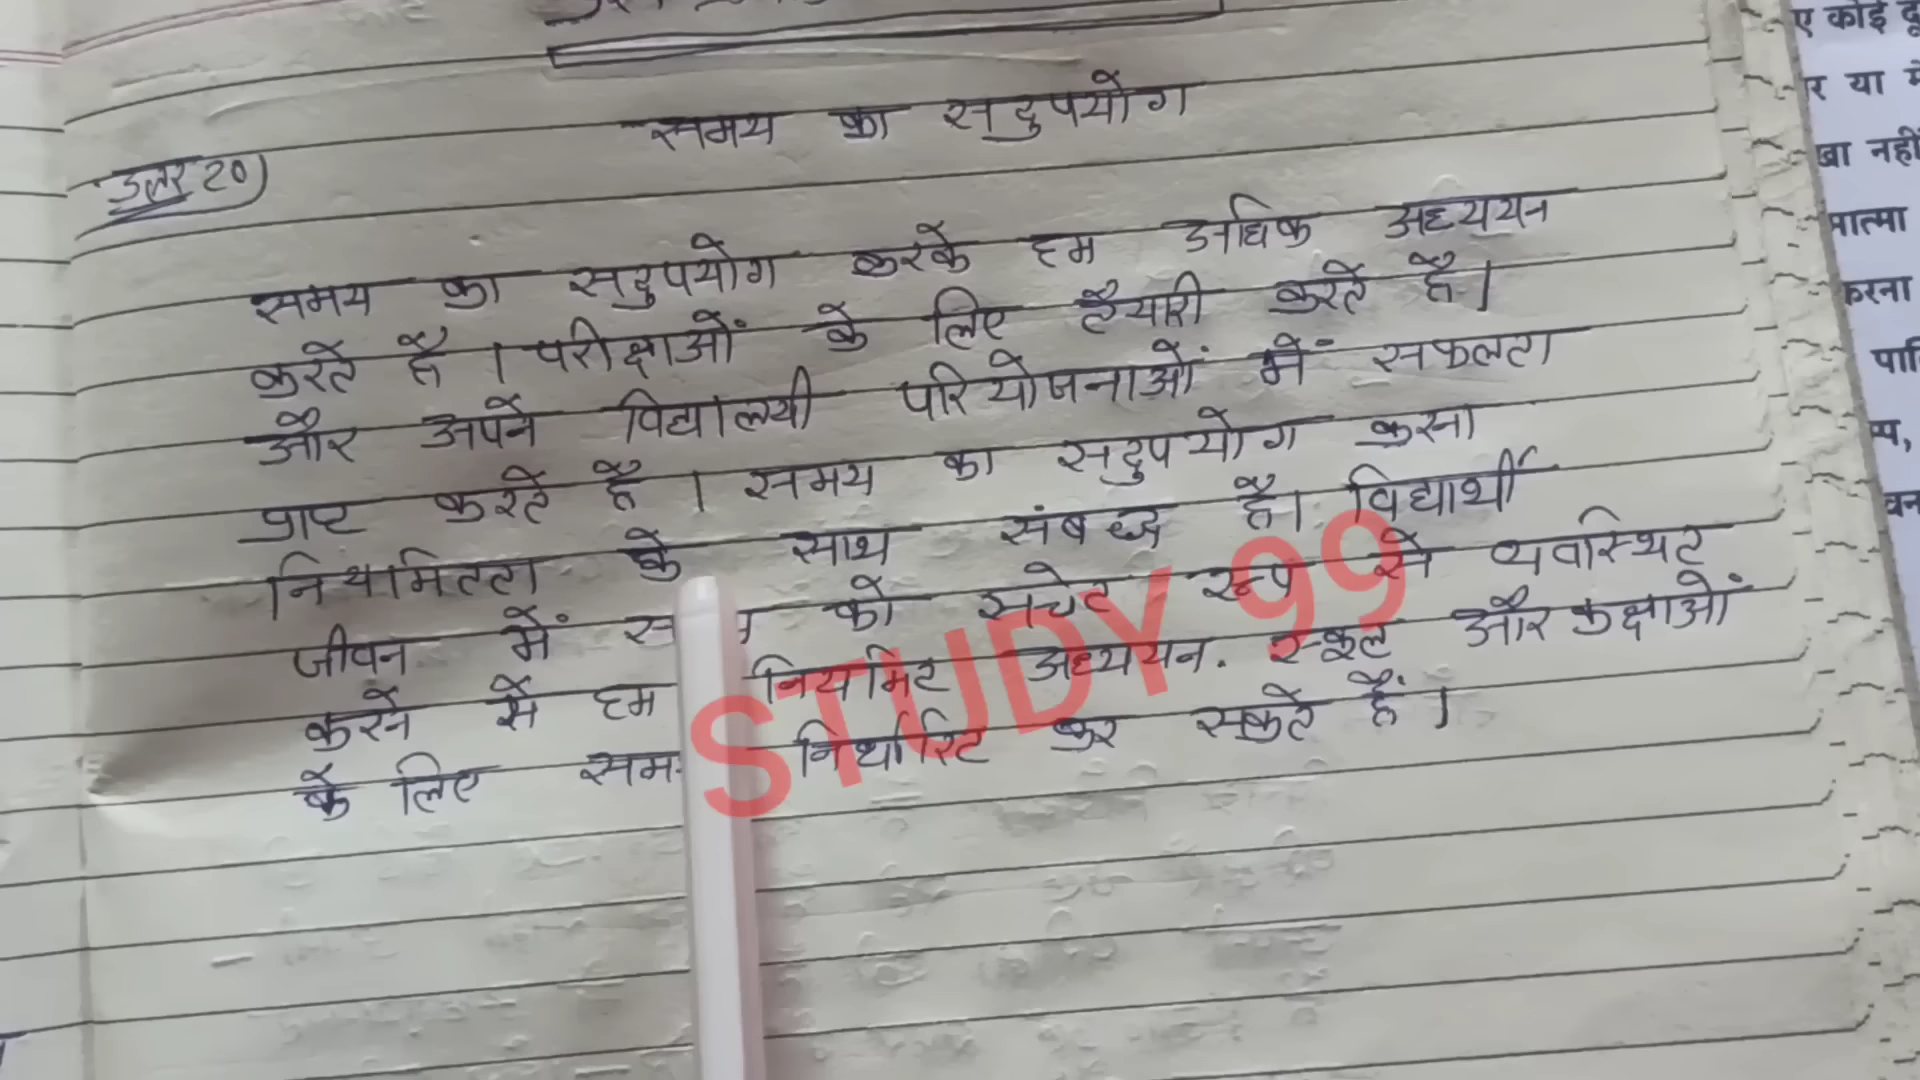 समय का सदुपयोग
उत्तर 20)
समय का सदुपयोग करके हम अधिक अध्ययन
करते है । परीक्षाओं के लिए तैयारी करते है ।
और अपने विद्यालयी परियोजनाओं में सफलता
प्राप्त करते है । समय का सदुपयोग करना
नियामितता के साथ संबध्द है। विद्यार्थी
जीवन में को सचेत रूप से व्यवस्थित
करने से हम नियमित अध्ययन. स्कूल और कक्षाओं
के लिए निर्धारित कर सकते हैं ।
STUDY 99
ए कोई
र या
खा नहीं
मात्मा
करना